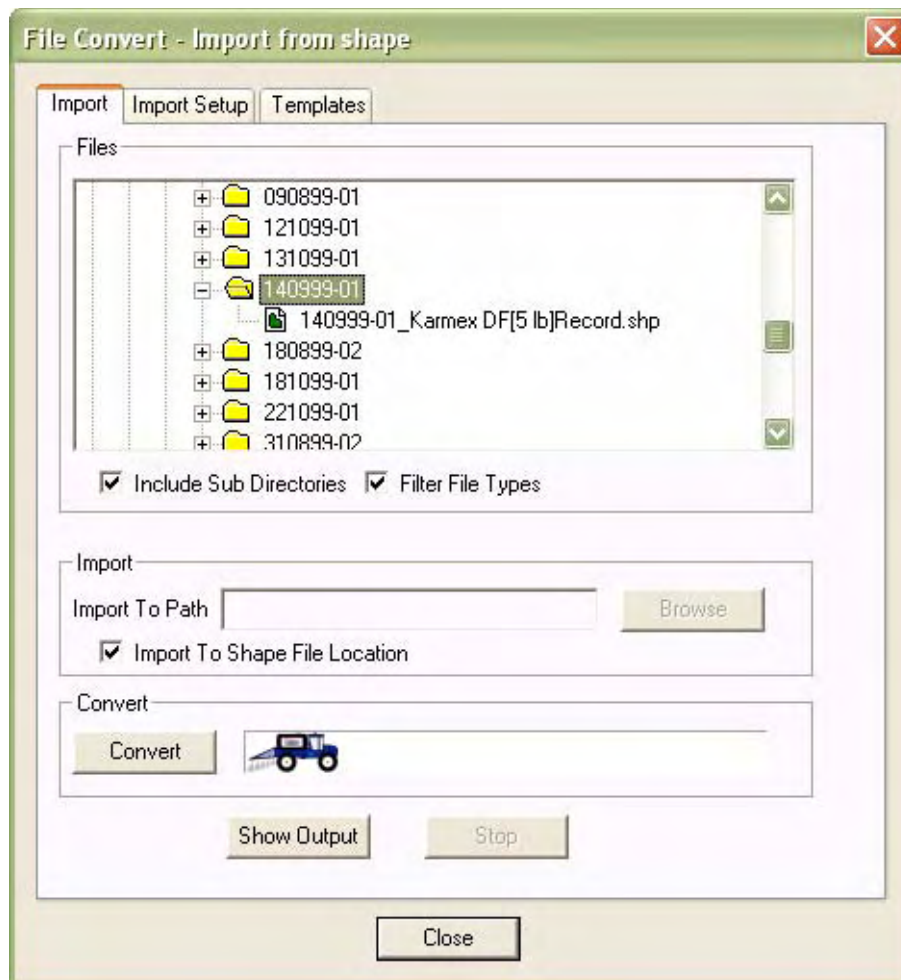 File Convert - Import from shape
Import Import Setup Templates
Files
090899-01
121099-01
131099-01
140999-01
140999-01_Karmex DF[5 lb]Record.shp
180899-02
181099-01
221099-01
310899-02
Include Sub Directories Filter File Types
Import
Import To Path Browse
Import To Shape File Location
Convert
Convert
Show Output Stop
Close